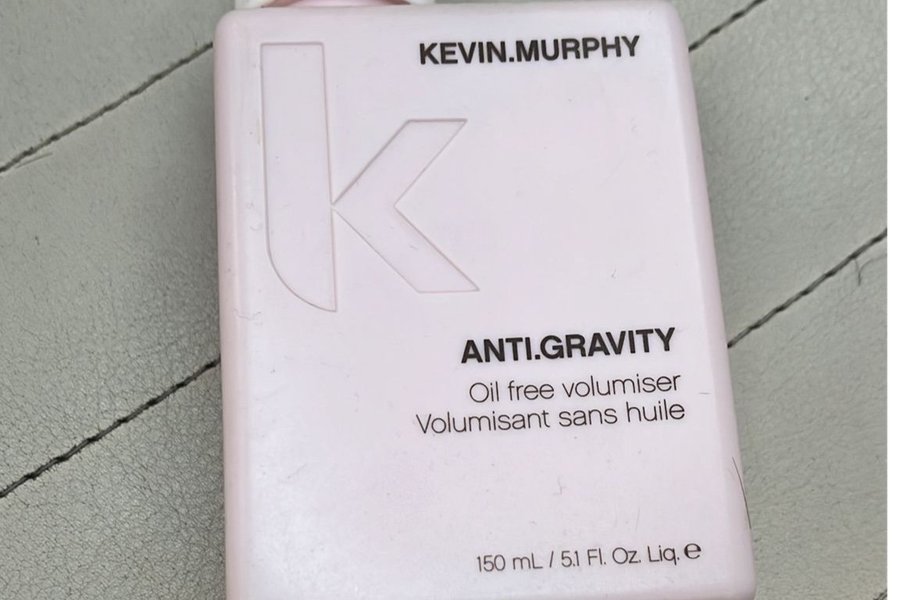 KEVIN.MURPHY
ANTI.GRAVITY
Oil free volumiser
Volumisant sans huile
150 mL / 5.1 Fl. Oz. Liq. ℮